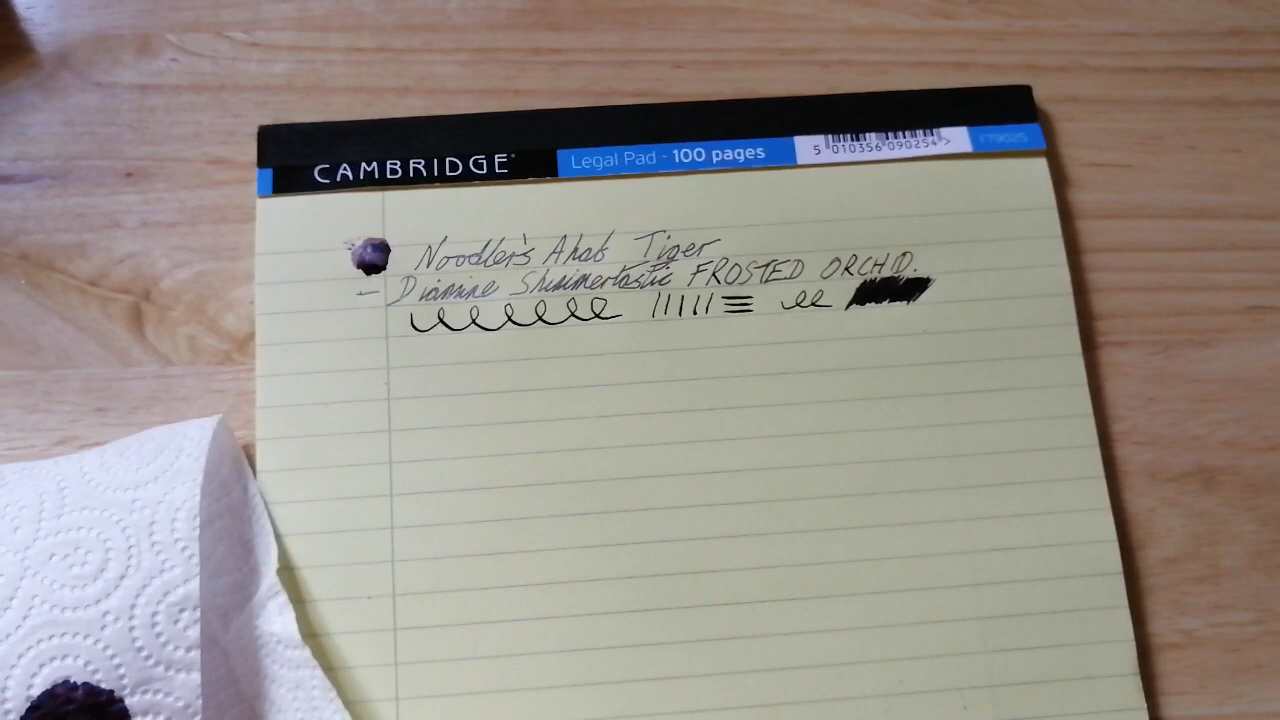 CAMBRIDGE
Legal Pad - 100 pages
5 010356 090254 >
Noodler's Ahab Tiger
- Diamine Shimmertastic FROSTED ORCHID.